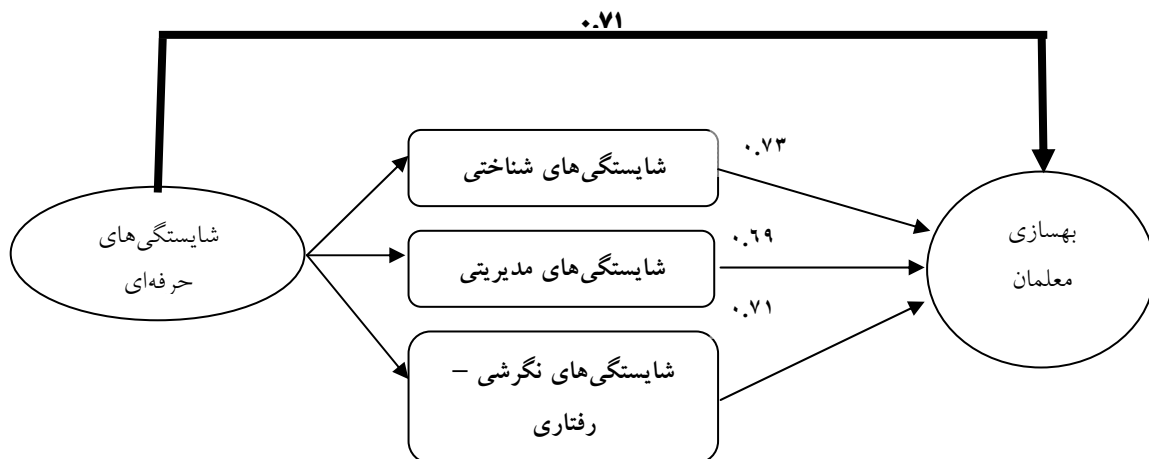 ۰.۷۱
شایستگی‌های شناختی
۰.۷۳
شایستگی‌های
حرفه‌ای
شایستگی‌های مدیریتی
۰.۶۹
بهسازی
معلمان
۰.۷۱
شایستگی‌های نگرشی –
رفتاری